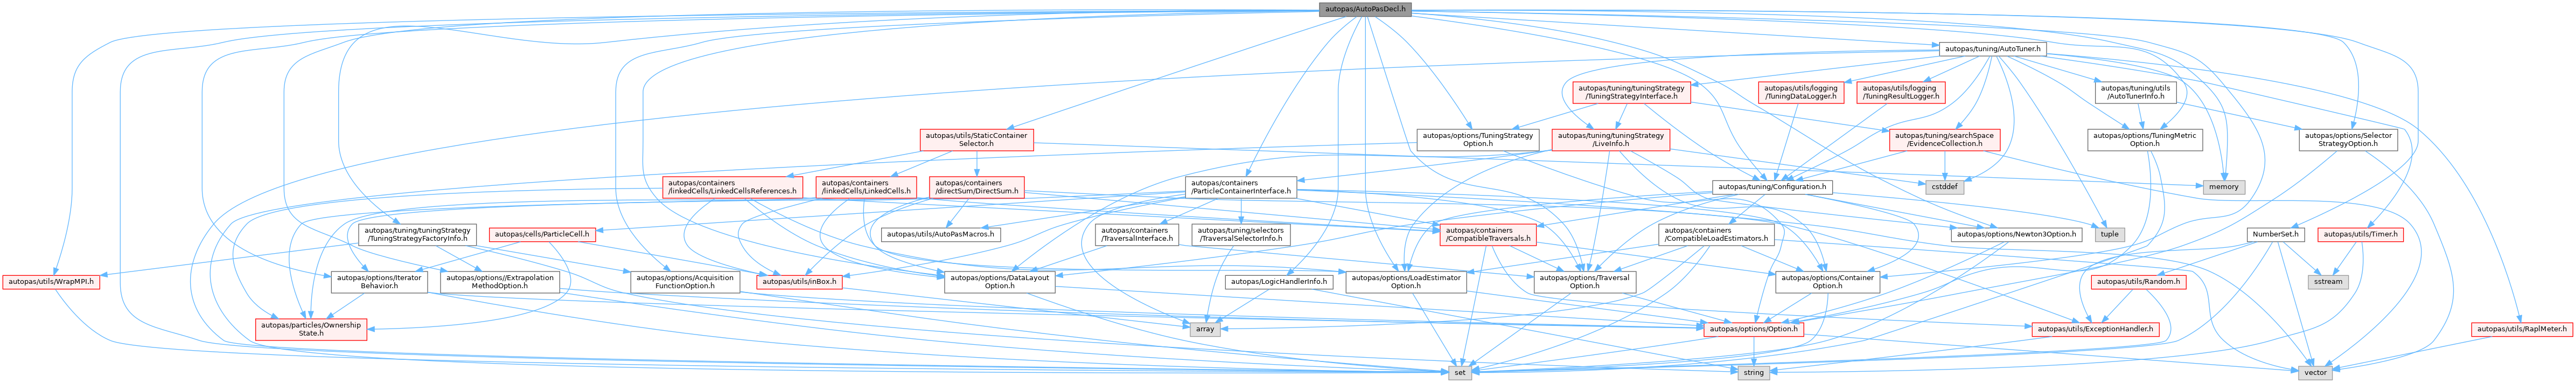 autopas/AutoPasDecl.h
autopas/tuning/AutoTuner.h
autopas/tuning/tuningStrategy
/TuningStrategyInterface.h
autopas/utils/logging
/TuningDataLogger.h
autopas/utils/logging
/TuningResultLogger.h
autopas/tuning/utils
/AutoTunerInfo.h
autopas/utils/StaticContainer
Selector.h
autopas/options/TuningStrategy
Option.h
autopas/tuning/tuningStrategy
/LiveInfo.h
autopas/tuning/searchSpace
/EvidenceCollection.h
autopas/options/TuningMetric
Option.h
autopas/options/Selector
StrategyOption.h
autopas/containers
/linkedCells/LinkedCellsReferences.h
autopas/containers
/linkedCells/LinkedCells.h
autopas/containers
/directSum/DirectSum.h
autopas/containers
/ParticleContainerInterface.h
autopas/tuning/Configuration.h
cstddef
memory
autopas/tuning/tuningStrategy
/TuningStrategyFactoryInfo.h
autopas/cells/ParticleCell.h
autopas/utils/AutoPasMacros.h
autopas/containers
/TraversalInterface.h
autopas/tuning/selectors
/TraversalSelectorInfo.h
autopas/containers
/CompatibleTraversals.h
autopas/containers
/CompatibleLoadEstimators.h
autopas/options/Newton3Option.h
tuple
NumberSet.h
autopas/utils/Timer.h
autopas/utils/WrapMPI.h
autopas/options/Iterator
Behavior.h
autopas/options//Extrapolation
MethodOption.h
autopas/options/Acquisition
FunctionOption.h
autopas/utils/inBox.h
autopas/options/DataLayout
Option.h
autopas/LogicHandlerInfo.h
autopas/options/LoadEstimator
Option.h
autopas/options/Traversal
Option.h
autopas/options/Container
Option.h
autopas/utils/Random.h
sstream
autopas/particles/Ownership
State.h
array
autopas/options/Option.h
autopas/utils/ExceptionHandler.h
autopas/utils/RaplMeter.h
set
string
vector